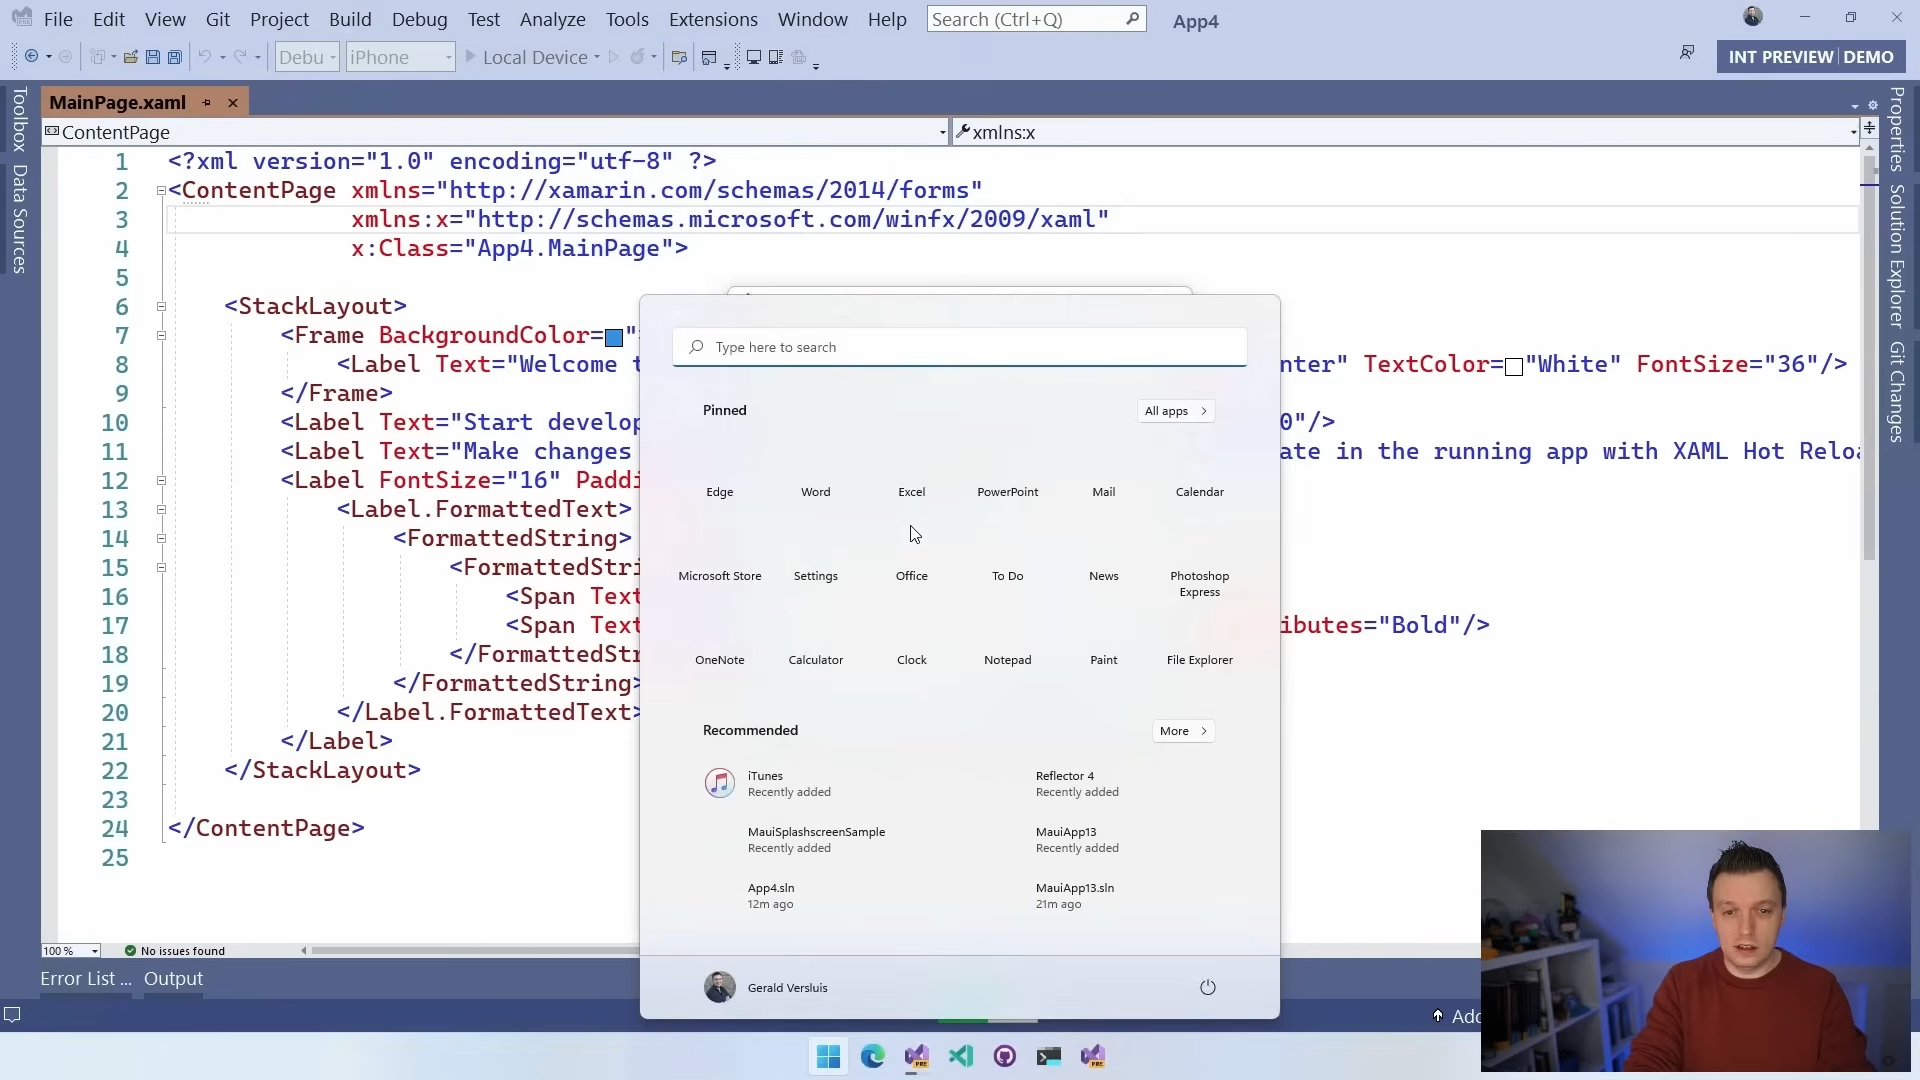 File Edit View Git Project Build Debug Test Analyze Tools Extensions Window Help Search (Ctrl+Q) App4
Debu iPhone Local Device INT PREVIEW DEMO
MainPage.xaml
ContentPage xmlns:x
Toolbox
Data Sources
Properties
Solution Explorer
Git Changes
1 <?xml version="1.0" encoding="utf-8" ?>
2 <ContentPage xmlns="http://xamarin.com/schemas/2014/forms"
3 xmlns:x="http://schemas.microsoft.com/winfx/2009/xaml"
4 x:Class="App4.MainPage">
5
6 <StackLayout>
7 <Frame BackgroundColor="
8 <Label Text="Welcome t nter" TextColor="White" FontSize="36"/>
9 </Frame>
10 <Label Text="Start develop 0"/>
11 <Label Text="Make changes ate in the running app with XAML Hot Reloa
12 <Label FontSize="16" Paddi
13 <Label.FormattedText>
14 <FormattedString>
15 <FormattedStri
16 <Span Text
17 <Span Text ibutes="Bold"/>
18 </FormattedStr
19 </FormattedString>
20 </Label.FormattedText>
21 </Label>
22 </StackLayout>
23
24 </ContentPage>
25
Type here to search
Pinned All apps
Edge Word Excel PowerPoint Mail Calendar
Microsoft Store Settings Office To Do News Photoshop Express
OneNote Calculator Clock Notepad Paint File Explorer
Recommended More
iTunes Reflector 4
Recently added Recently added
MauiSplashscreenSample MauiApp13
Recently added Recently added
App4.sln MauiApp13.sln
12m ago 21m ago
Gerald Versluis
100 % No issues found
Error List ... Output
Add
PRE PRE